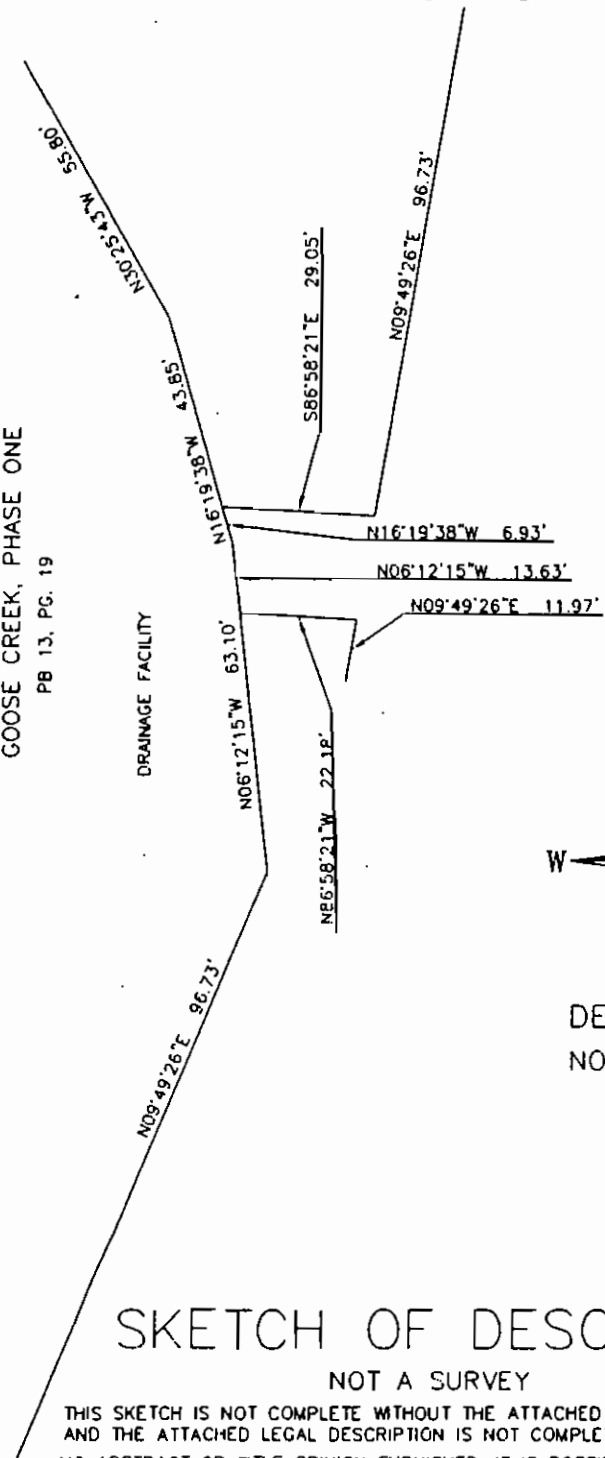 N30°25'43"W 55.80'
N09°49'26"E 96.73'
S86°58'21"E 29.05'
N16°19'38"W 43.85'
GOOSE CREEK, PHASE ONE
PB 13, PG. 19
N16°19'38"W 6.93'
N06°12'15"W 13.63'
N09°49'26"E 11.97'
DRAINAGE FACILITY
N06°12'15"W 63.10'
N86°58'21"W 22.18'
W
N09°49'26"E 96.73'
DE
NO
SKETCH OF DESC
NOT A SURVEY
THIS SKETCH IS NOT COMPLETE WITHOUT THE ATTACHED
AND THE ATTACHED LEGAL DESCRIPTION IS NOT COMPLE